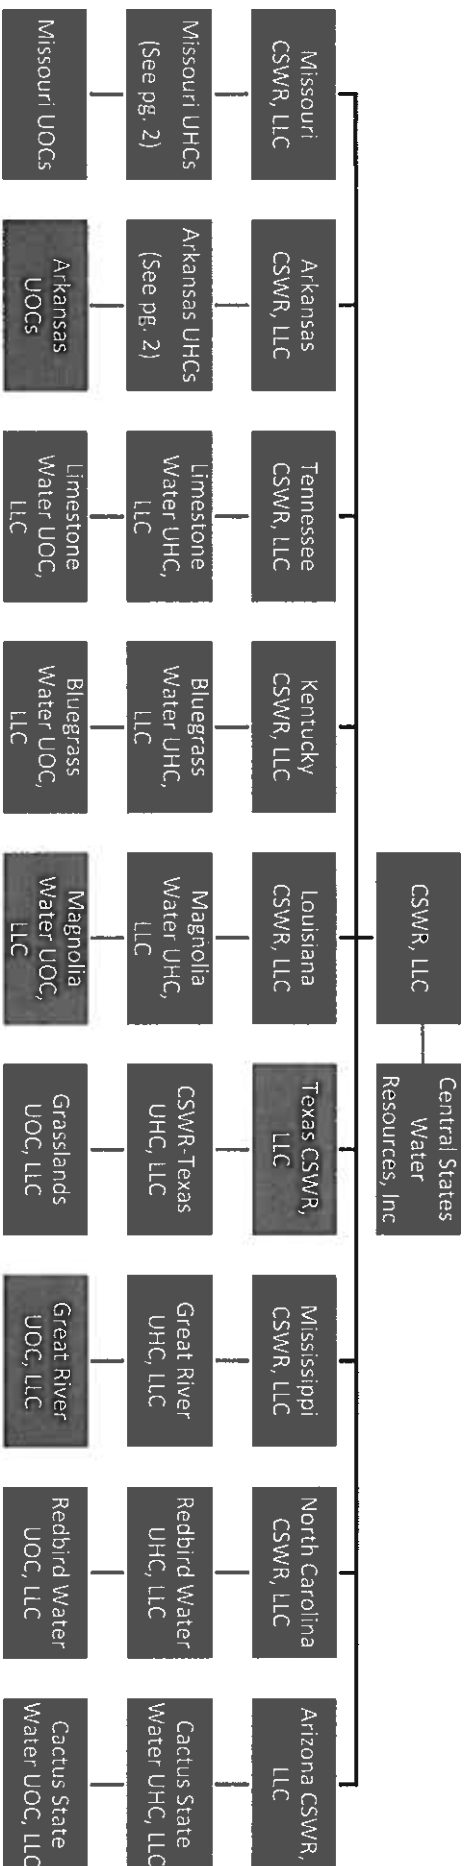 CSWR, LLC
Central States
Water
Resources, Inc
Missouri
CSWR, LLC
Arkansas
CSWR, LLC
Tennessee
CSWR, LLC
Kentucky
CSWR, LLC
Louisiana
CSWR, LLC
Texas CSWR,
LLC
Mississippi
CSWR, LLC
North Carolina
CSWR, LLC
Arizona CSWR,
LLC
Missouri UHCs
(See pg. 2)
Arkansas UHCs
(See pg. 2)
Limestone
Water UHC,
LLC
Bluegrass
Water UHC,
LLC
Magnolia
Water UHC,
LLC
CSWR-Texas
UHC, LLC
Great River
UHC, LLC
Redbird Water
UHC, LLC
Cactus State
Water UHC, LLC
Missouri UOCs
Arkansas
UOCs
Limestone
Water UOC,
LLC
Bluegrass
Water UOC,
LLC
Magnolia
Water UOC,
LLC
Grasslands
UOC, LLC
Great River
UOC, LLC
Redbird Water
UOC, LLC
Cactus State
Water UOC, LLC